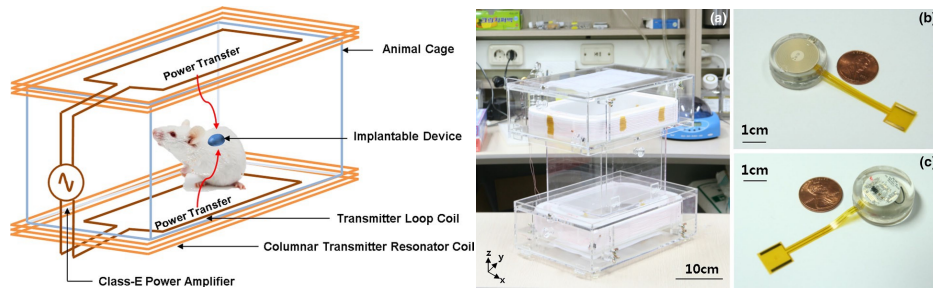 Power Transfer
Animal Cage
Implantable Device
Power Transfer
Transmitter Loop Coil
Columnar Transmitter Resonator Coil
Class-E Power Amplifier
(a)
z
y
x
10cm
(b)
1cm
(c)
1cm